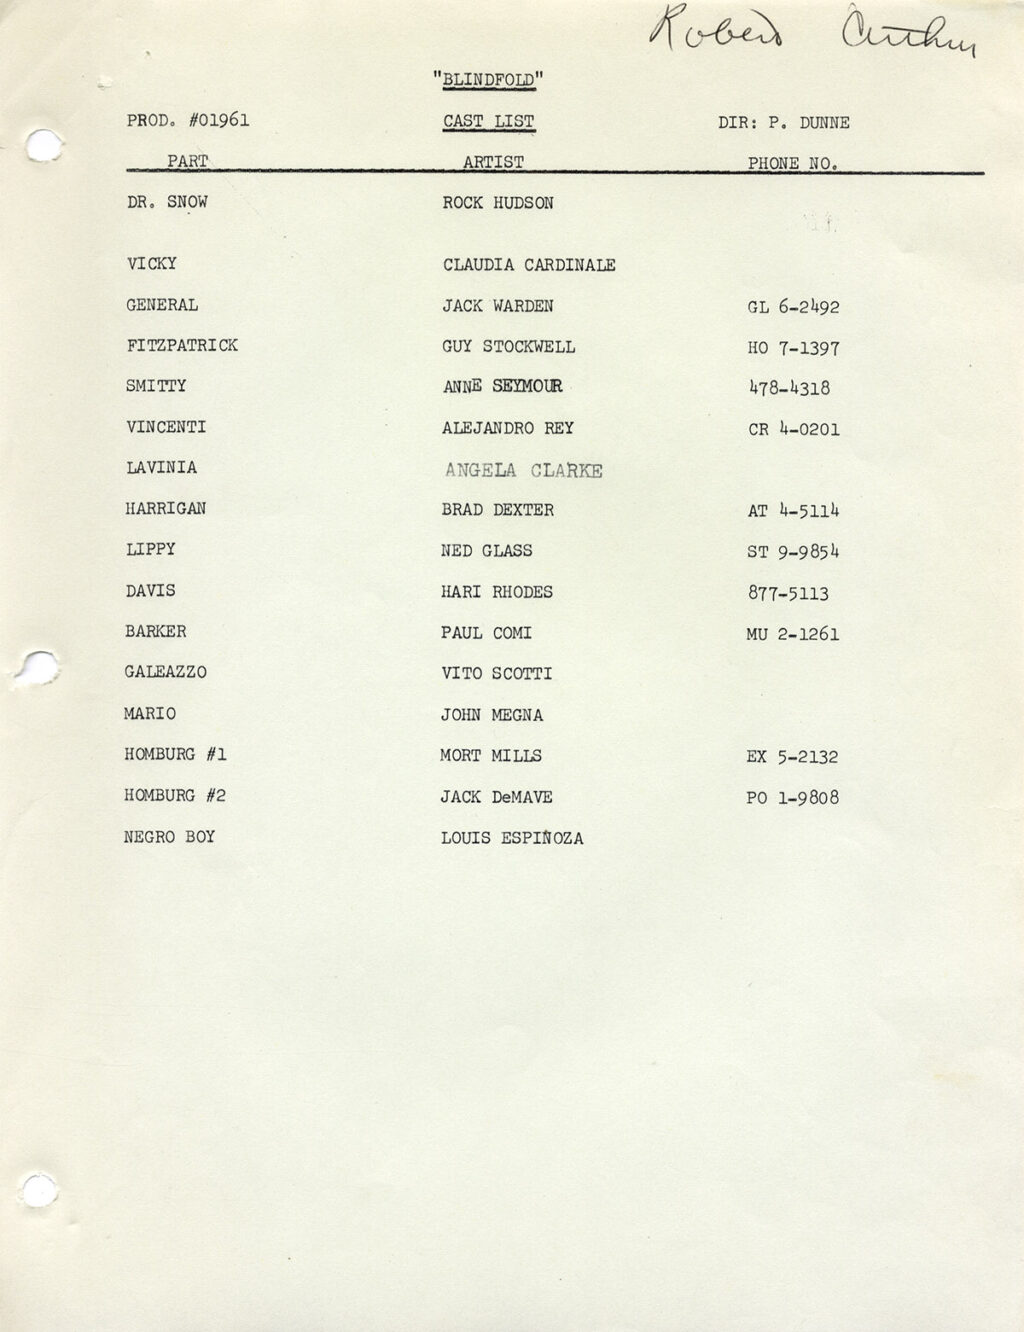 Robert Arthur
"BLINDFOLD"
PROD. #01961 CAST LIST DIR: P. DUNNE
PART ARTIST PHONE NO.
DR. SNOW ROCK HUDSON
VICKY CLAUDIA CARDINALE
GENERAL JACK WARDEN GL 6-2492
FITZPATRICK GUY STOCKWELL HO 7-1397
SMITTY ANNE SEYMOUR 478-4318
VINCENTI ALEJANDRO REY CR 4-0201
LAVINIA ANGELA CLARKE
HARRIGAN BRAD DEXTER AT 4-5114
LIPPY NED GLASS ST 9-9854
DAVIS HARI RHODES 877-5113
BARKER PAUL COMI MU 2-1261
GALEAZZO VITO SCOTTI
MARIO JOHN MEGNA
HOMBURG #1 MORT MILLS EX 5-2132
HOMBURG #2 JACK DeMAVE PO 1-9808
NEGRO BOY LOUIS ESPIÑOZA